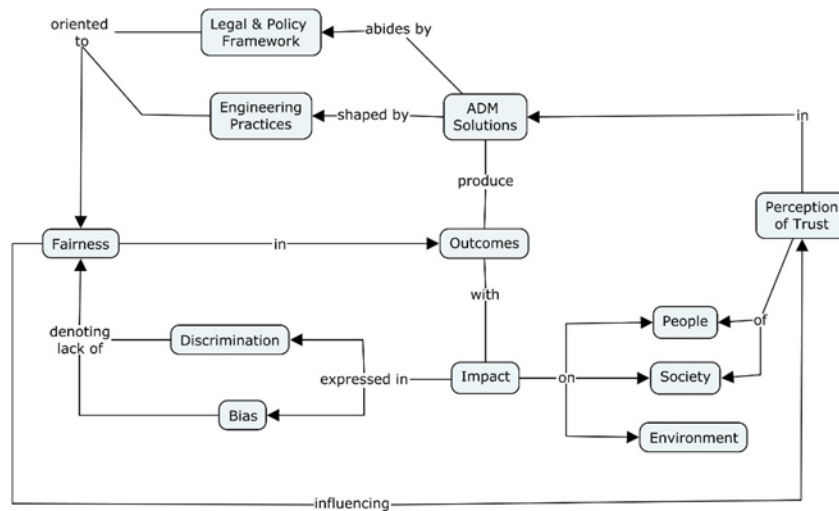 oriented
to
Legal & Policy
Framework
abides by
Engineering
Practices
shaped by
ADM
Solutions
in
produce
Perception
of Trust
Fairness
in
Outcomes
with
People
of
denoting
lack of
Discrimination
expressed in
Impact
on
Society
Bias
Environment
influencing